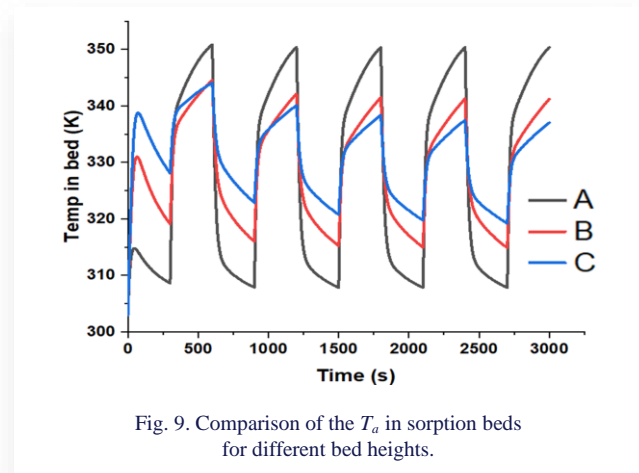 350
340
330
320
310
300
Temp in bed (K)
A
B
C
0
500
1000
1500
2000
2500
3000
Time (s)
Fig. 9. Comparison of the Ta in sorption beds
for different bed heights.